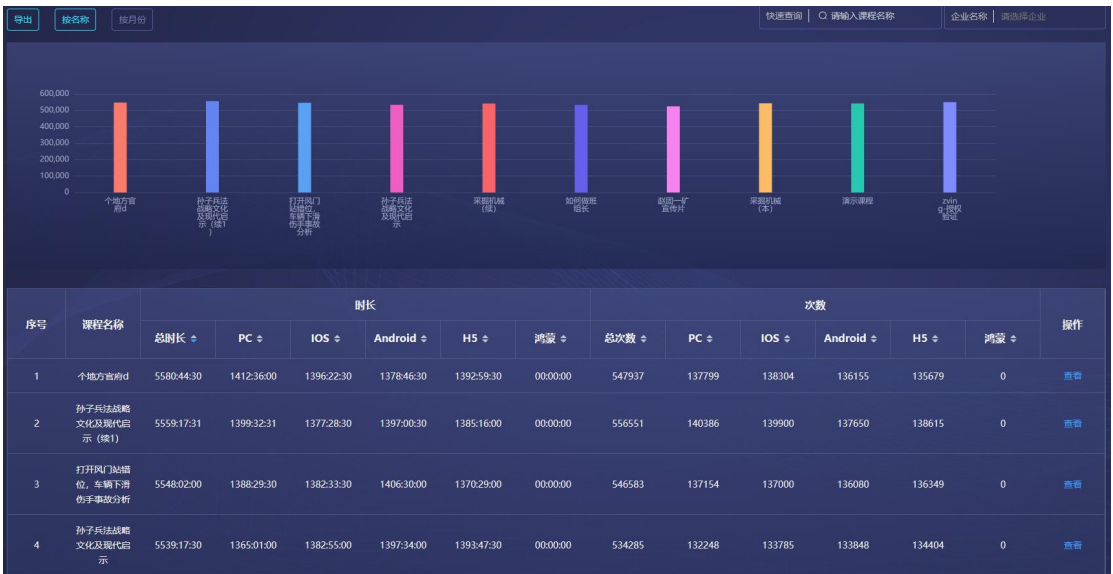 导出 按名称 按月份 快速查询 请输入课程名称 企业名称 请选择企业
600,000
500,000
400,000
300,000
200,000
100,000
0
个地方官
府d
孙子兵法
战略文化
及现代启
示（续1
）
打开风门
站错位，
车辆下滑
伤手事故
分析
孙子兵法
战略文化
及现代启
示
采掘机械
(续)
如何做班
组长
赵固一矿
宣传片
采掘机械
(本)
演示课程
zvin
g-授权
验证
序号 课程名称 时长 次数 操作
总时长 PC IOS Android H5 鸿蒙 总次数 PC IOS Android H5 鸿蒙
1 个地方官府d 5580:44:30 1412:36:00 1396:22:30 1378:46:30 1392:59:30 00:00:00 547937 137799 138304 136155 135679 0 查看
孙子兵法战略
2 文化及现代启 5559:17:31 1399:32:31 1377:28:30 1397:00:30 1385:16:00 00:00:00 556551 140386 139900 137650 138615 0 查看
示（续1)
打开风门站错
3 位，车辆下滑 5548:02:00 1388:29:30 1382:33:30 1406:30:00 1370:29:00 00:00:00 546583 137154 137000 136080 136349 0 查看
伤手事故分析
孙子兵法战略
4 文化及现代启 5539:17:30 1365:01:00 1382:55:00 1397:34:00 1393:47:30 00:00:00 534285 132248 133785 133848 134404 0 查看
示